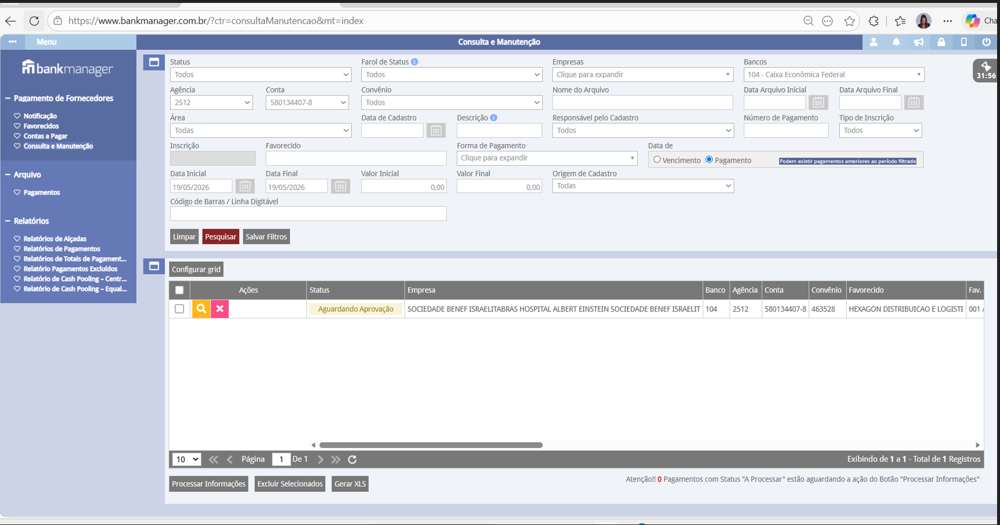 https://www.bankmanager.com.br/?ctr=consultaManutencao&mt=index
Cha
Menu
Consulta e Manutenção
bankmanager
31:56
Pagamento de Fornecedores
Notificação
Favorecidos
Contas a Pagar
Consulta e Manutenção
Arquivo
Pagamentos
Relatórios
Relatórios de Alçadas
Relatórios de Pagamentos
Relatórios de Totais de Pagament...
Relatório Pagamentos Excluídos
Relatório de Cash Pooling – Centr...
Relatório de Cash Pooling – Equal...
Status Farol de Status Empresas Bancos
Todos Todos Clique para expandir 104 - Caixa Econômica Federal
Agência Conta Convênio Nome do Arquivo Data Arquivo Inicial Data Arquivo Final
2512 580134407-8 Todos
Área Data de Cadastro Descrição Responsável pelo Cadastro Número de Pagamento Tipo de Inscrição
Todas Todos Todos
Inscrição Favorecido Forma de Pagamento Data de
Clique para expandir Vencimento Pagamento Podem existir pagamentos anteriores ao período filtrado
Data Inicial Data Final Valor Inicial Valor Final Origem de Cadastro
19/05/2026 19/05/2026 0,00 0,00 Todas
Código de Barras / Linha Digitável
Limpar Pesquisar Salvar Filtros
Configurar grid
Ações Status Empresa Banco Agência Conta Convênio Favorecido Fav.
Aguardando Aprovação SOCIEDADE BENEF ISRAELITABRAS HOSPITAL ALBERT EINSTEIN SOCIEDADE BENEF ISRAELIT 104 2512 580134407-8 463528 HEXAGON DISTRIBUICAO E LOGISTI 001 /
10 Página 1 De 1 Exibindo de 1 a 1 - Total de 1 Registros
Processar Informações Excluir Selecionados Gerar XLS Atenção!! 0 Pagamentos com Status "A Processar" estão aguardando a ação do Botão "Processar Informações"